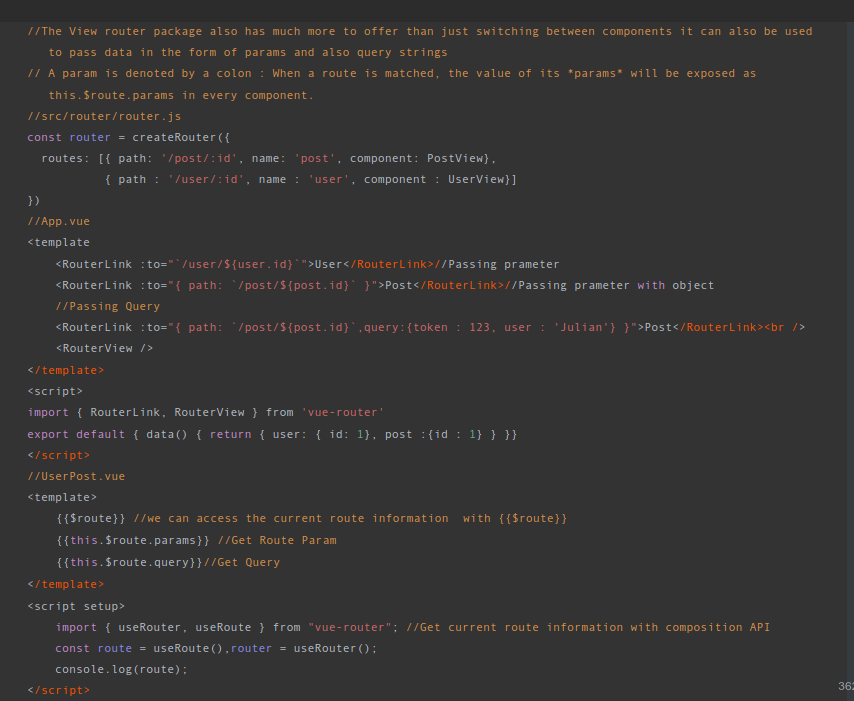 //The View router package also has much more to offer than just switching between components it can also be used
to pass data in the form of params and also query strings
// A param is denoted by a colon : When a route is matched, the value of its *params* will be exposed as
this.$route.params in every component.
//src/router/router.js
const router = createRouter({
routes: [{ path: '/post/:id', name: 'post', component: PostView},
{ path : '/user/:id', name : 'user', component : UserView}]
})
//App.vue
<template
<RouterLink :to="`/user/${user.id}`">User</RouterLink>//Passing prameter
<RouterLink :to="{ path: `/post/${post.id}` }">Post</RouterLink>//Passing prameter with object
//Passing Query
<RouterLink :to="{ path: `/post/${post.id}`,query:{token : 123, user : 'Julian'} }">Post</RouterLink><br />
<RouterView />
</template>
<script>
import { RouterLink, RouterView } from 'vue-router'
export default { data() { return { user: { id: 1}, post :{id : 1} } }}
</script>
//UserPost.vue
<template>
{{$route}} //we can access the current route information  with {{$route}}
{{this.$route.params}} //Get Route Param
{{this.$route.query}}//Get Query
</template>
<script setup>
import { useRouter, useRoute } from "vue-router"; //Get current route information with composition API
const route = useRoute(),router = useRouter();
console.log(route);
</script>